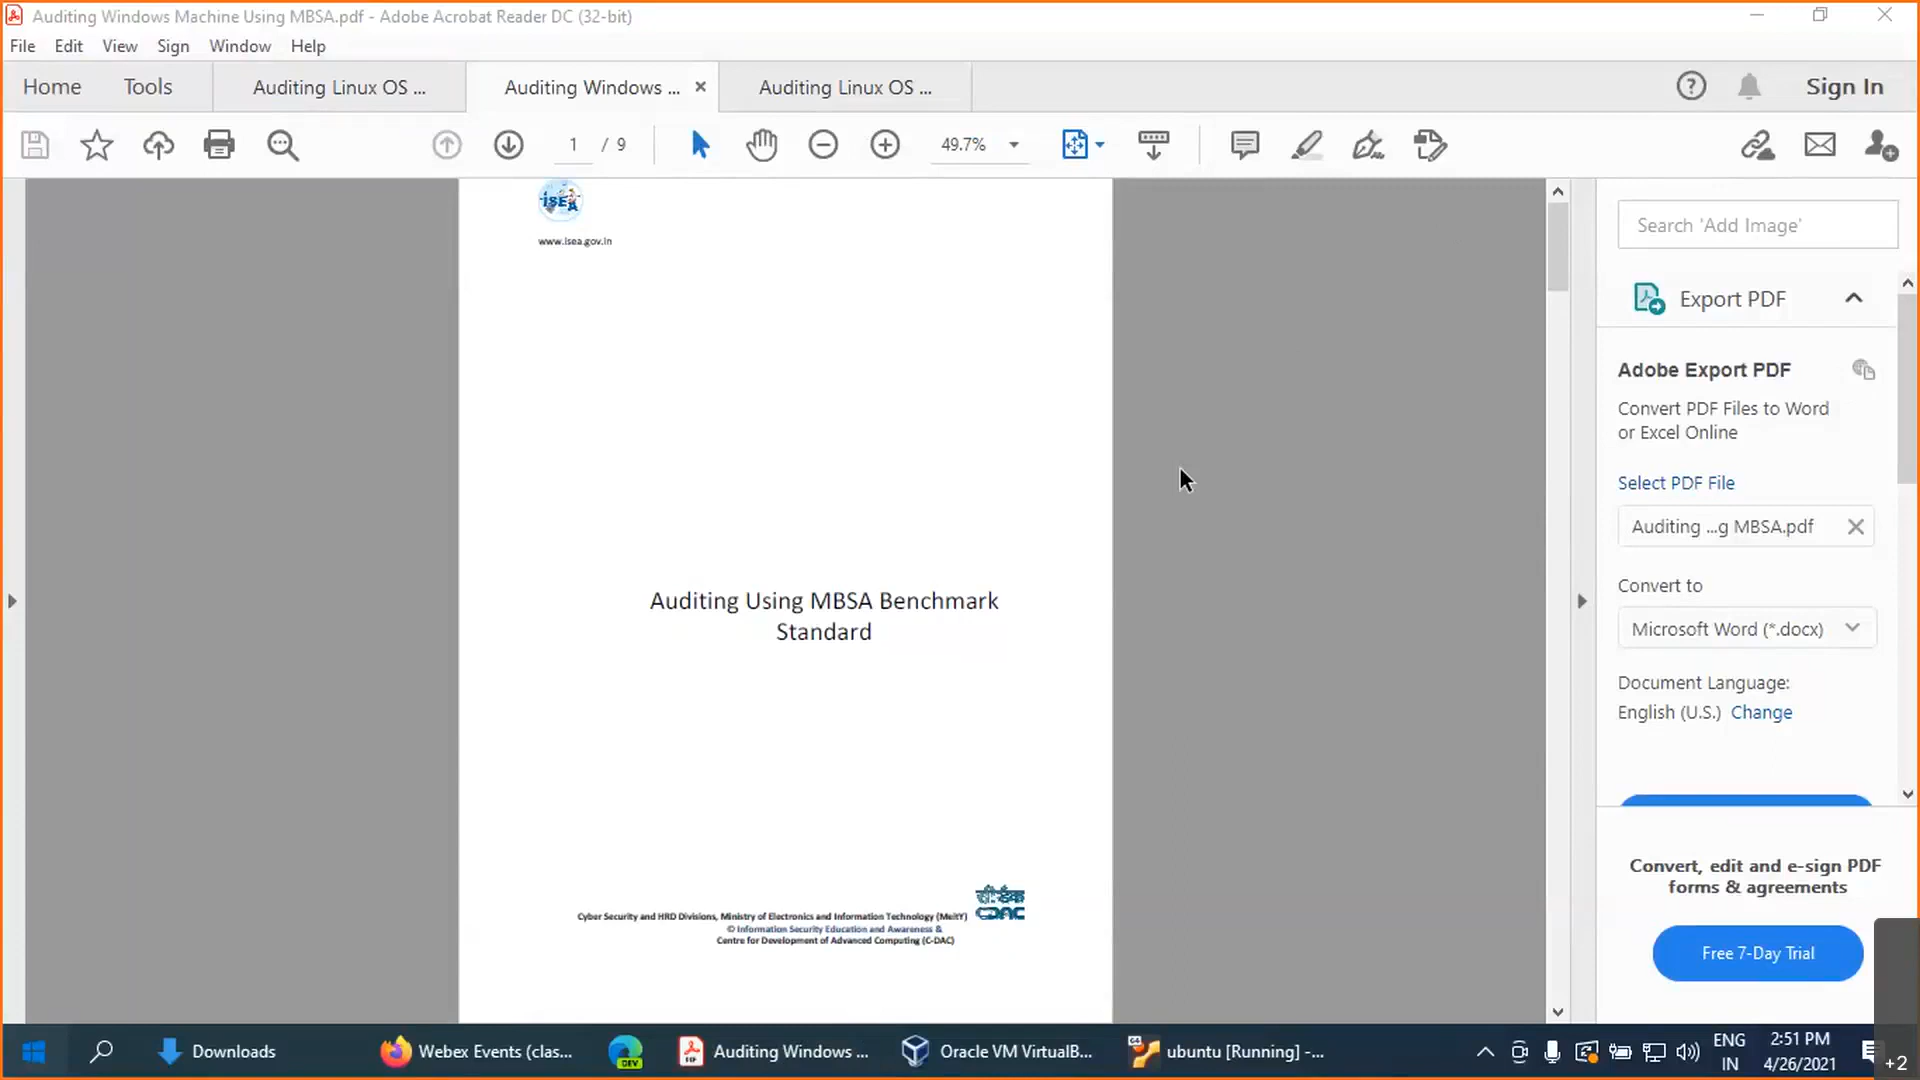 Auditing Windows Machine Using MBSA.pdf - Adobe Acrobat Reader DC (32-bit)
File Edit View Sign Window Help
Home Tools Auditing Linux OS ... Auditing Windows ... Auditing Linux OS ... Sign In
1 / 9 49.7%
ISEA
www.isea.gov.in
Auditing Using MBSA Benchmark
Standard
Cyber Security and HRD Divisions, Ministry of Electronics and Information Technology (MeitY)
© Information Security Education and Awareness &
Centre for Development of Advanced Computing (C-DAC)
सी डैक
CDAC
Search 'Add Image'
Export PDF
Adobe Export PDF
Convert PDF Files to Word
or Excel Online
Select PDF File
Auditing ...g MBSA.pdf
Convert to
Microsoft Word (*.docx)
Document Language:
English (U.S.) Change
Convert, edit and e-sign PDF
forms & agreements
Free 7-Day Trial
Downloads Webex Events (clas... DEV Auditing Windows ... Oracle VM VirtualB... ubuntu [Running] -...
ENG
IN
2:51 PM
4/26/2021
+2